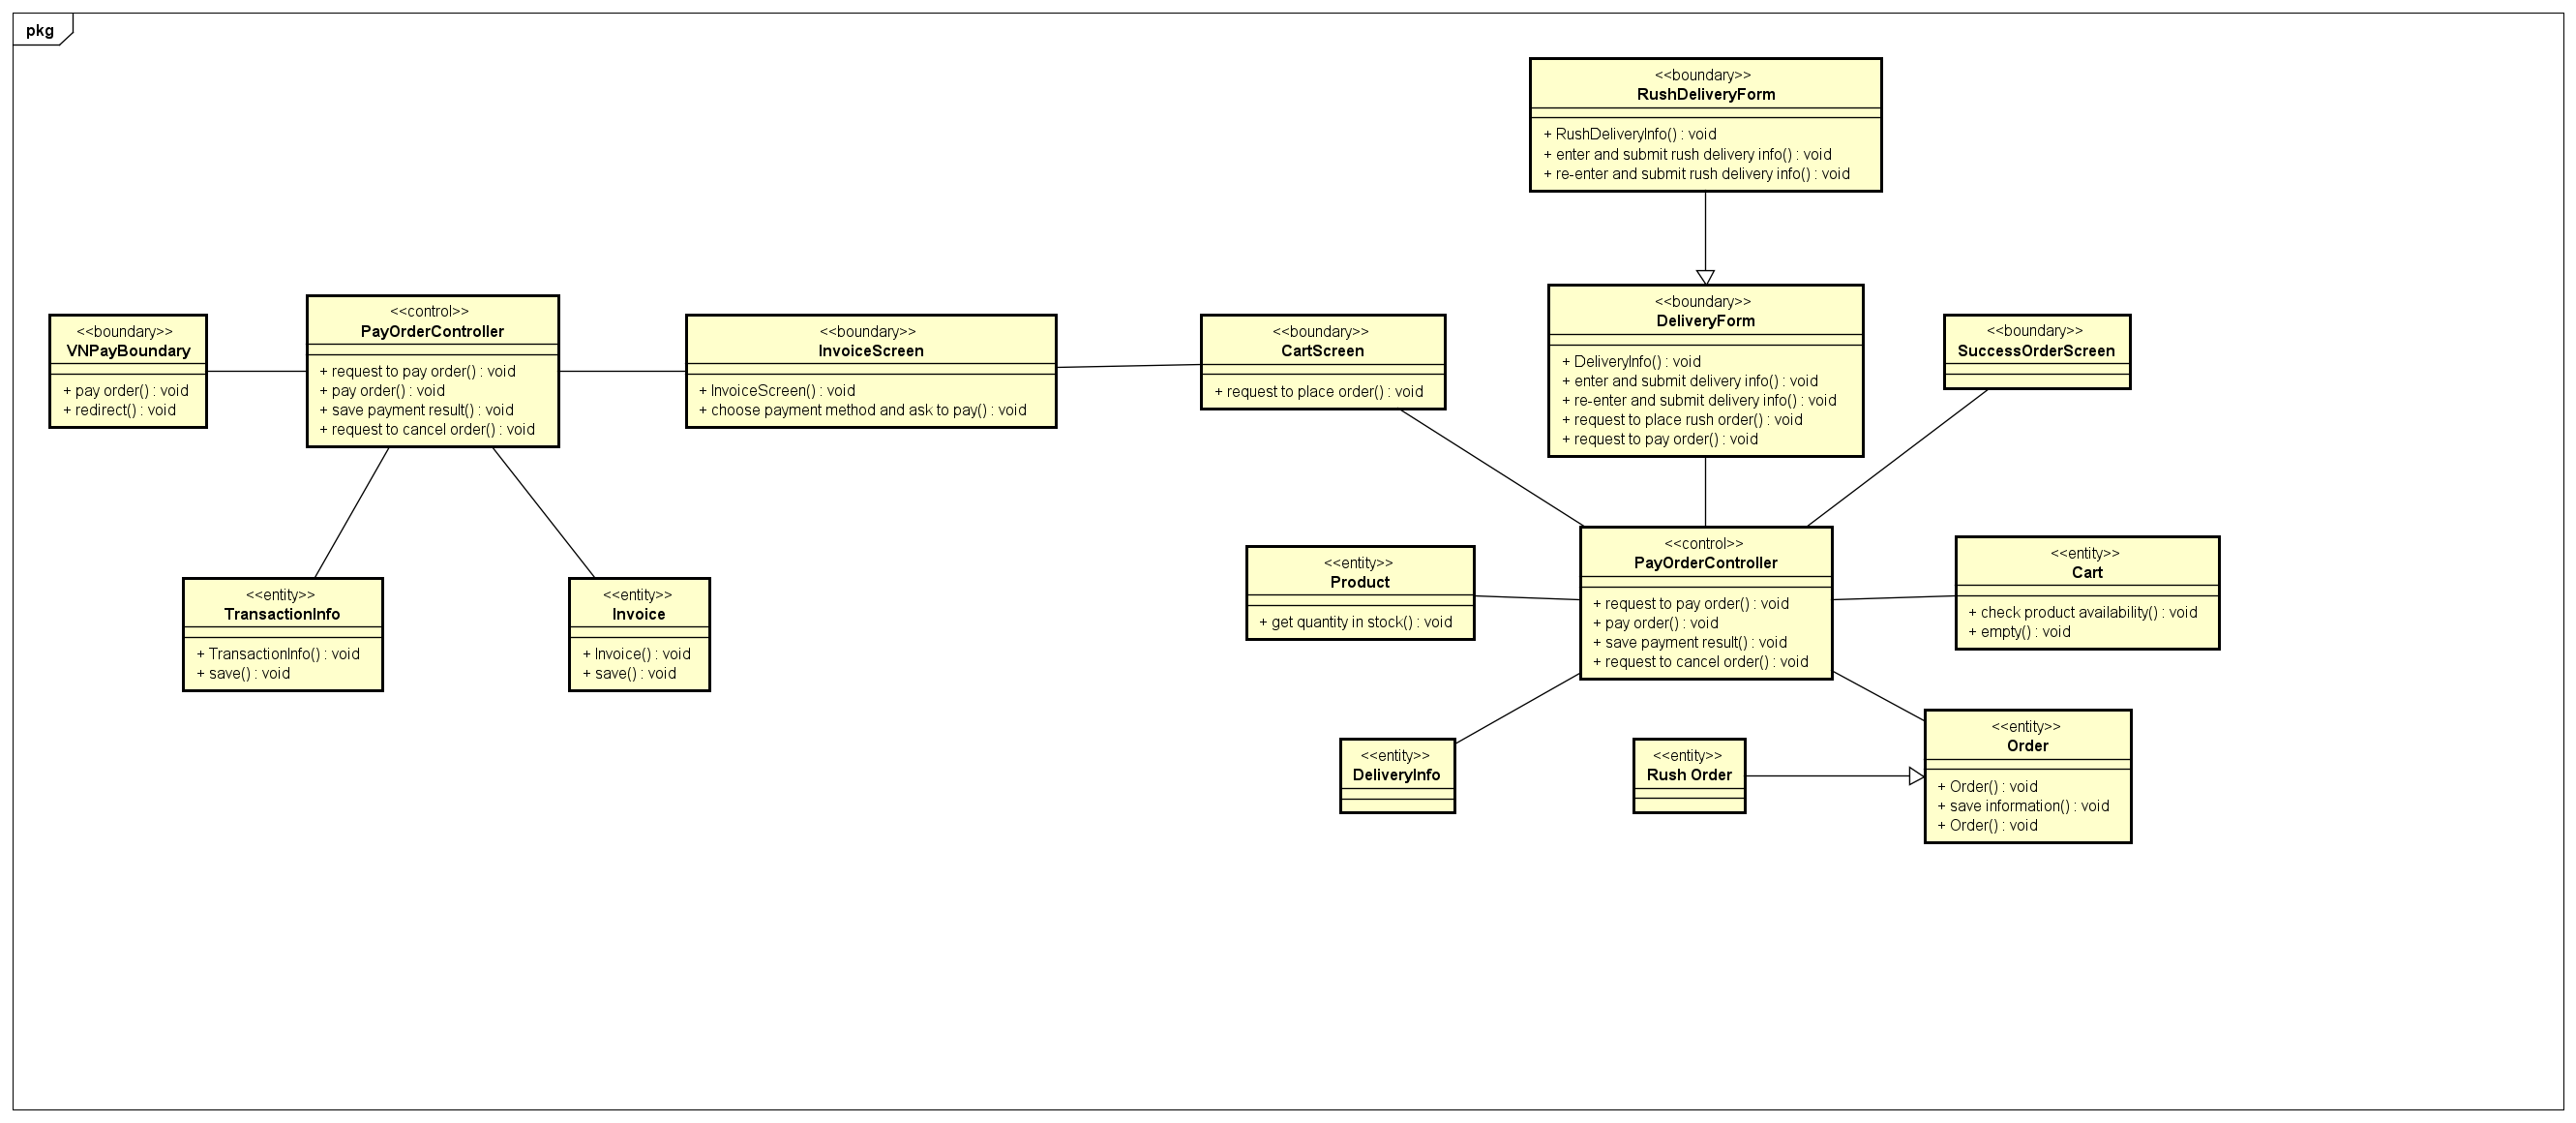 pkg
<<boundary>>
RushDeliveryForm
+ RushDeliveryInfo() : void
+ enter and submit rush delivery info() : void
+ re-enter and submit rush delivery info() : void
<<boundary>>
VNPayBoundary
+ pay order() : void
+ redirect() : void
<<control>>
PayOrderController
+ request to pay order() : void
+ pay order() : void
+ save payment result() : void
+ request to cancel order() : void
<<boundary>>
InvoiceScreen
+ InvoiceScreen() : void
+ choose payment method and ask to pay() : void
<<boundary>>
CartScreen
+ request to place order() : void
<<boundary>>
DeliveryForm
+ DeliveryInfo() : void
+ enter and submit delivery info() : void
+ re-enter and submit delivery info() : void
+ request to place rush order() : void
+ request to pay order() : void
<<boundary>>
SuccessOrderScreen
<<entity>>
TransactionInfo
+ TransactionInfo() : void
+ save() : void
<<entity>>
Invoice
+ Invoice() : void
+ save() : void
<<entity>>
Product
+ get quantity in stock() : void
<<control>>
PayOrderController
+ request to pay order() : void
+ pay order() : void
+ save payment result() : void
+ request to cancel order() : void
<<entity>>
Cart
+ check product availability() : void
+ empty() : void
<<entity>>
DeliveryInfo
<<entity>>
Rush Order
<<entity>>
Order
+ Order() : void
+ save information() : void
+ Order() : void